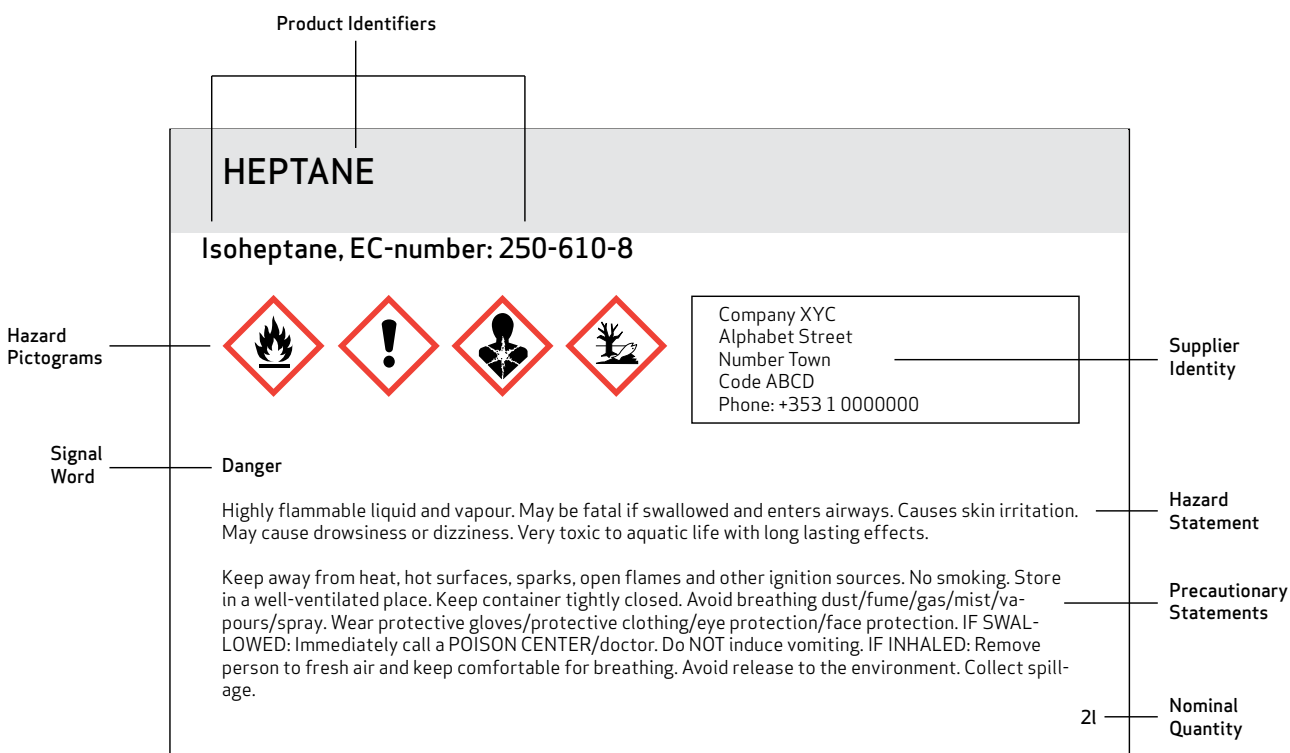 Product Identifiers
HEPTANE
Isoheptane, EC-number: 250-610-8
Hazard
Pictograms
Company XYC
Alphabet Street
Number Town
Code ABCD
Phone: +353 1 0000000
Supplier
Identity
Signal
Word
Danger
Highly flammable liquid and vapour. May be fatal if swallowed and enters airways. Causes skin irritation.
May cause drowsiness or dizziness. Very toxic to aquatic life with long lasting effects.
Hazard
Statement
Keep away from heat, hot surfaces, sparks, open flames and other ignition sources. No smoking. Store
in a well-ventilated place. Keep container tightly closed. Avoid breathing dust/fume/gas/mist/va-
pours/spray. Wear protective gloves/protective clothing/eye protection/face protection. IF SWAL-
LOWED: Immediately call a POISON CENTER/doctor. Do NOT induce vomiting. IF INHALED: Remove
person to fresh air and keep comfortable for breathing. Avoid release to the environment. Collect spill-
age.
Precautionary
Statements
2l
Nominal
Quantity